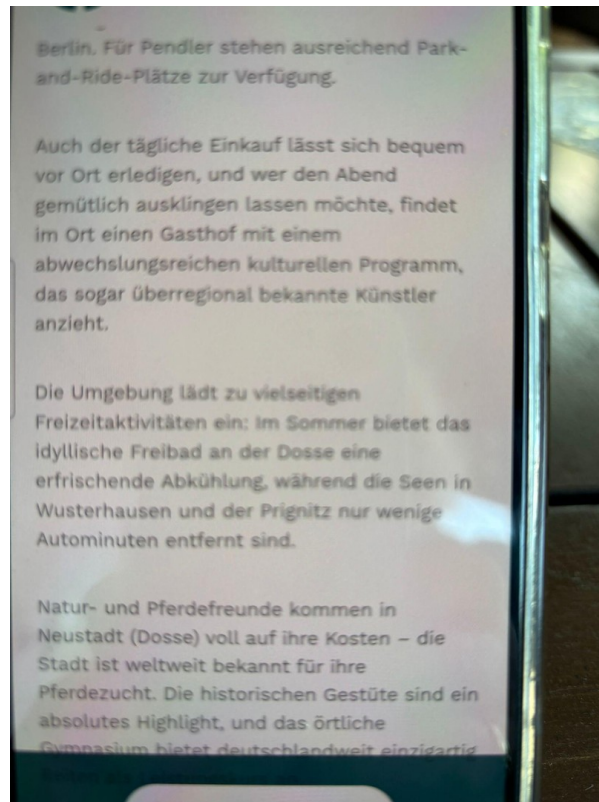 Berlin. Für Pendler stehen ausreichend Park-
and-Ride-Plätze zur Verfügung.
Auch der tägliche Einkauf lässt sich bequem
vor Ort erledigen, und wer den Abend
gemütlich ausklingen lassen möchte, findet
im Ort einen Gasthof mit einem
abwechslungsreichen kulturellen Programm,
das sogar überregional bekannte Künstler
anzieht.
Die Umgebung lädt zu vielseitigen
Freizeitaktivitäten ein: Im Sommer bietet das
idyllische Freibad an der Dosse eine
erfrischende Abkühlung, während die Seen in
Wusterhausen und der Prignitz nur wenige
Autominuten entfernt sind.
Natur- und Pferdefreunde kommen in
Neustadt (Dosse) voll auf ihre Kosten – die
Stadt ist weltweit bekannt für ihre
Pferdezucht. Die historischen Gestüte sind ein
absolutes Highlight, und das örtliche
Gymnasium bietet deutschlandweit einzigartig